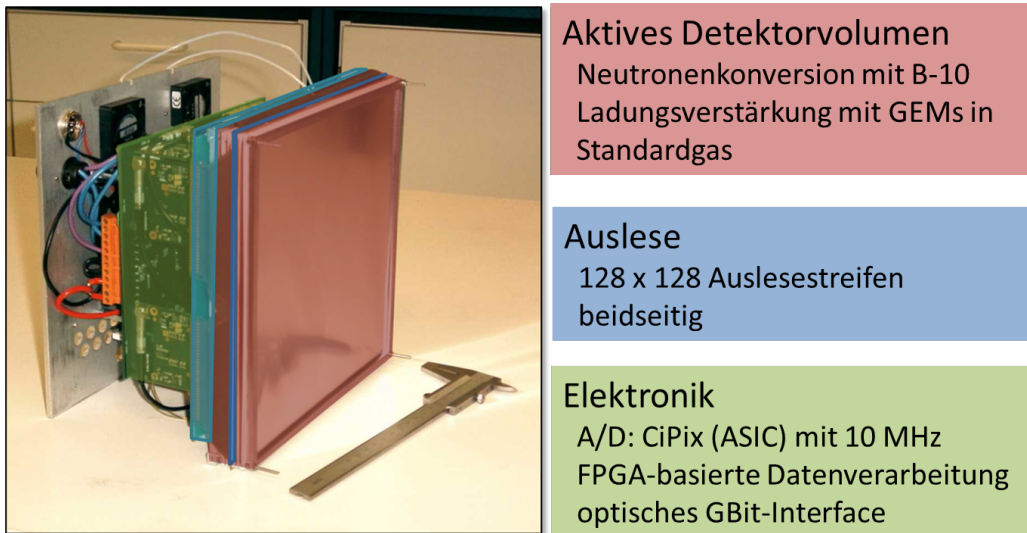 Aktives Detektorvolumen
Neutronenkonversion mit B-10
Ladungsverstärkung mit GEMs in
Standardgas
Auslese
128 x 128 Auslesestreifen
beidseitig
Elektronik
A/D: CiPix (ASIC) mit 10 MHz
FPGA-basierte Datenverarbeitung
optisches GBit-Interface